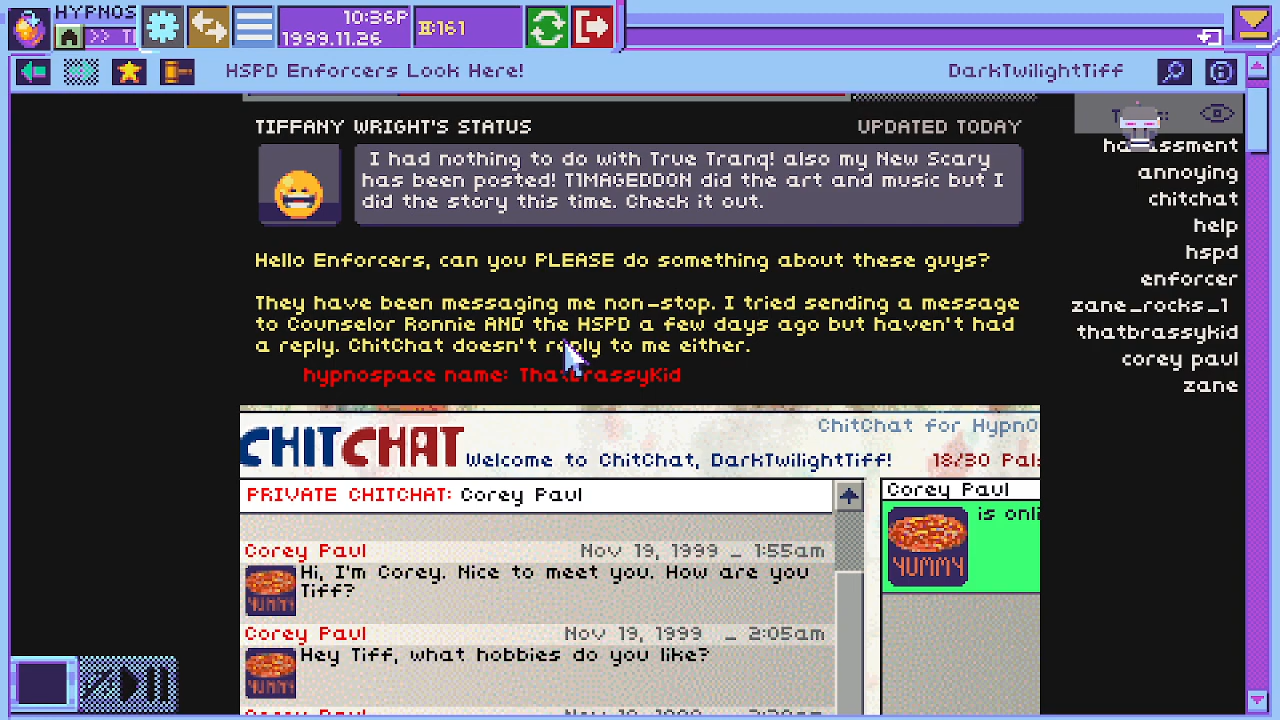 HYPNOS
10:36P
1999.11.26
161
>>
HSPD Enforcers Look Here!
DarkTwilightTiff
TIFFANY WRIGHT'S STATUS
UPDATED TODAY
I had nothing to do with True Tranq! also my New Scary
has been posted! T1MAGEDDON did the art and music but I
did the story this time. Check it out.
Hello Enforcers, can you PLEASE do something about these guys?
They have been messaging me non-stop. I tried sending a message
to Counselor Ronnie AND the HSPD a few days ago but haven't had
a reply. ChitChat doesn't reply to me either.
hypnospace name: ThatBrassyKid
harassment
annoying
chitchat
help
hspd
enforcer
zane_rocks_1
thatbrassykid
corey paul
zane
CHITCHAT
ChitChat for HypnO
Welcome to ChitChat, DarkTwilightTiff!
18/30 Pals
PRIVATE CHITCHAT: Corey Paul
Corey Paul
is onli
YUMMY
Corey Paul
Nov 19, 1999 _ 1:55am
Hi, I'm Corey. Nice to meet you. How are you
Tiff?
YUMMY
Corey Paul
Nov 19, 1999 _ 2:05am
Hey Tiff, what hobbies do you like?
YUMMY